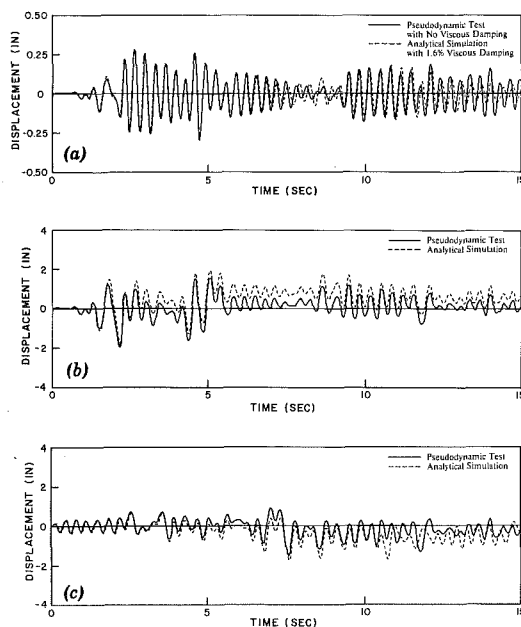 Pseudodynamic Test
with No Viscous Damping
Analytical Simulation
with 1.6% Viscous Damping
DISPLACEMENT (IN)
0.50
0.25
0
-0.25
-0.50
(a)
0
5
10
15
TIME (SEC)
Pseudodynamic Test
Analytical Simulation
DISPLACEMENT (IN)
4
2
0
-2
-4
(b)
0
5
10
15
TIME (SEC)
Pseudodynamic Test
Analytical Simulation
DISPLACEMENT (IN)
4
2
0
-2
-4
(c)
0
5
10
15
TIME (SEC)